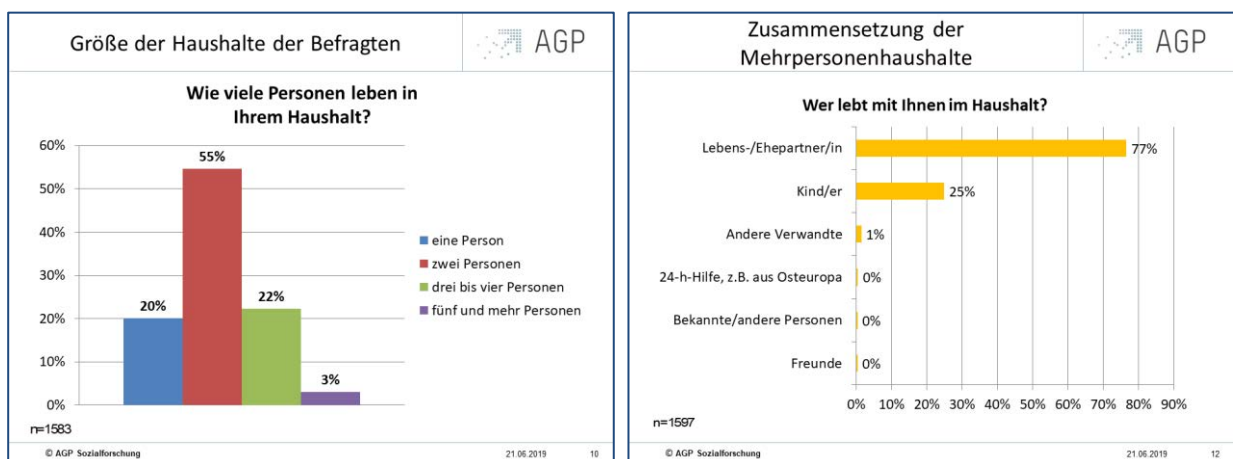 Größe der Haushalte der Befragten
AGP
Wie viele Personen leben in
Ihrem Haushalt?
60%
50%
40%
30%
20%
10%
0%
20%
55%
22%
3%
eine Person
zwei Personen
drei bis vier Personen
fünf und mehr Personen
n=1583
© AGP Sozialforschung
21.06.2019
10
Zusammensetzung der
Mehrpersonenhaushalte
AGP
Wer lebt mit Ihnen im Haushalt?
Lebens-/Ehepartner/in 77%
Kind/er 25%
Andere Verwandte 1%
24-h-Hilfe, z.B. aus Osteuropa 0%
Bekannte/andere Personen 0%
Freunde 0%
0% 10% 20% 30% 40% 50% 60% 70% 80% 90%
n=1597
© AGP Sozialforschung
21.06.2019
12